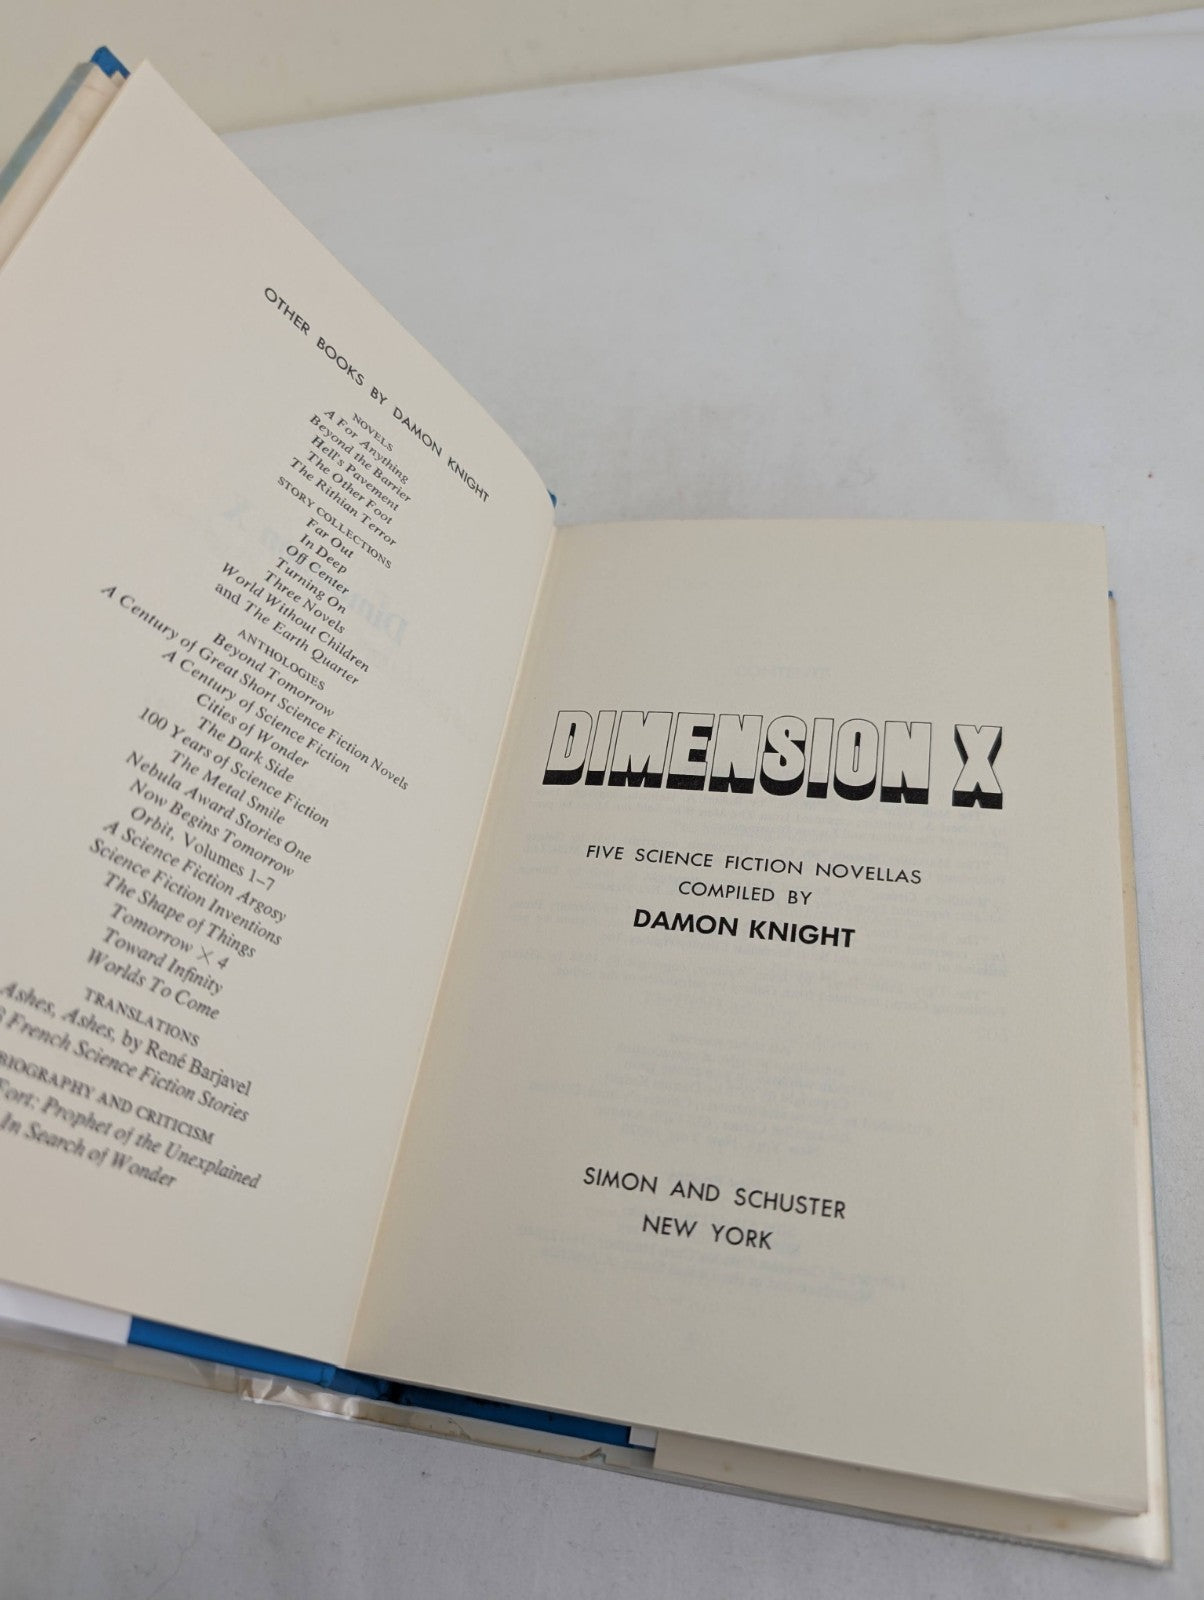 OTHER BOOKS BY DAMON KNIGHT
NOVELS
A For Anything
Beyond the Barrier
Hell's Pavement
The Other Foot
The Rithian Terror
STORY COLLECTIONS
Far Out
In Deep
Off Center
Turning On
Three Novels
World Without Children
and The Earth Quarter
ANTHOLOGIES
Beyond Tomorrow
A Century of Great Short Science Fiction Novels
A Century of Science Fiction
Cities of Wonder
The Dark Side
100 Years of Science Fiction
The Metal Smile
Nebula Award Stories One
Now Begins Tomorrow
Orbit, Volumes 1–7
A Science Fiction Argosy
Science Fiction Inventions
The Shape of Things
Tomorrow × 4
Toward Infinity
Worlds To Come
TRANSLATIONS
Ashes, Ashes, by René Barjavel
French Science Fiction Stories
BIOGRAPHY AND CRITICISM
Fort: Prophet of the Unexplained
In Search of Wonder
DIMENSION X
FIVE SCIENCE FICTION NOVELLAS
COMPILED BY
DAMON KNIGHT
SIMON AND SCHUSTER
NEW YORK